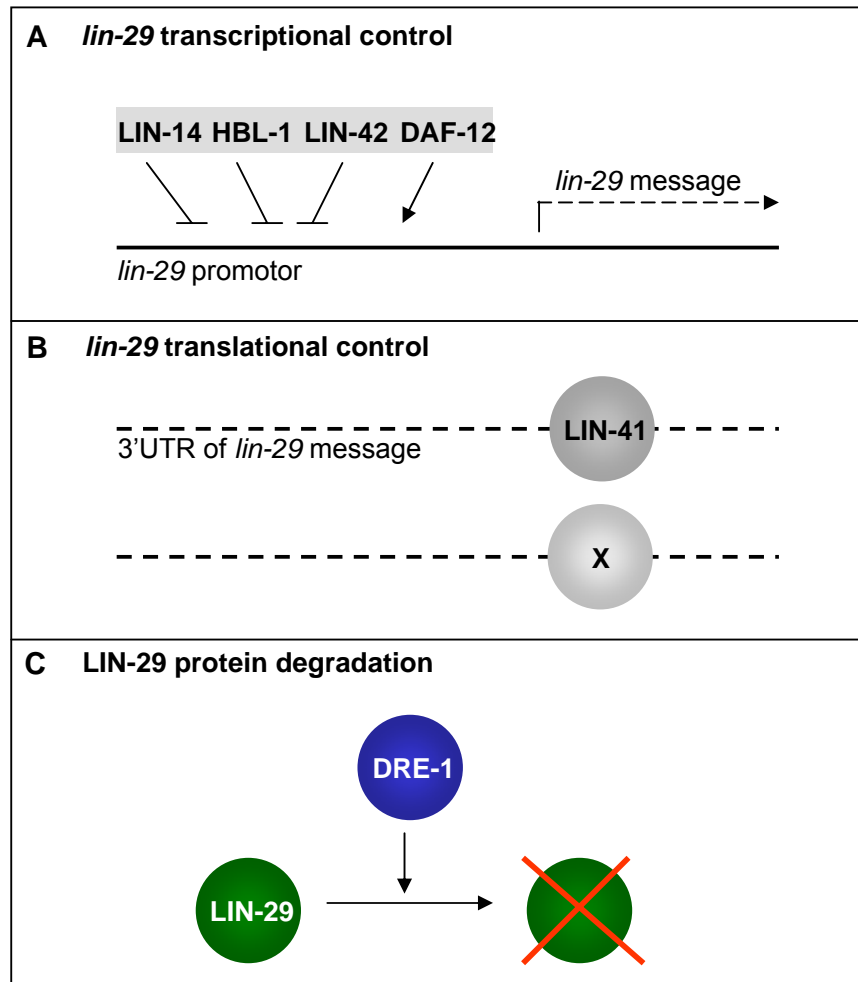 A lin-29 transcriptional control
LIN-14 HBL-1 LIN-42 DAF-12
lin-29 message
lin-29 promotor
B lin-29 translational control
LIN-41
3'UTR of lin-29 message
X
C LIN-29 protein degradation
DRE-1
LIN-29